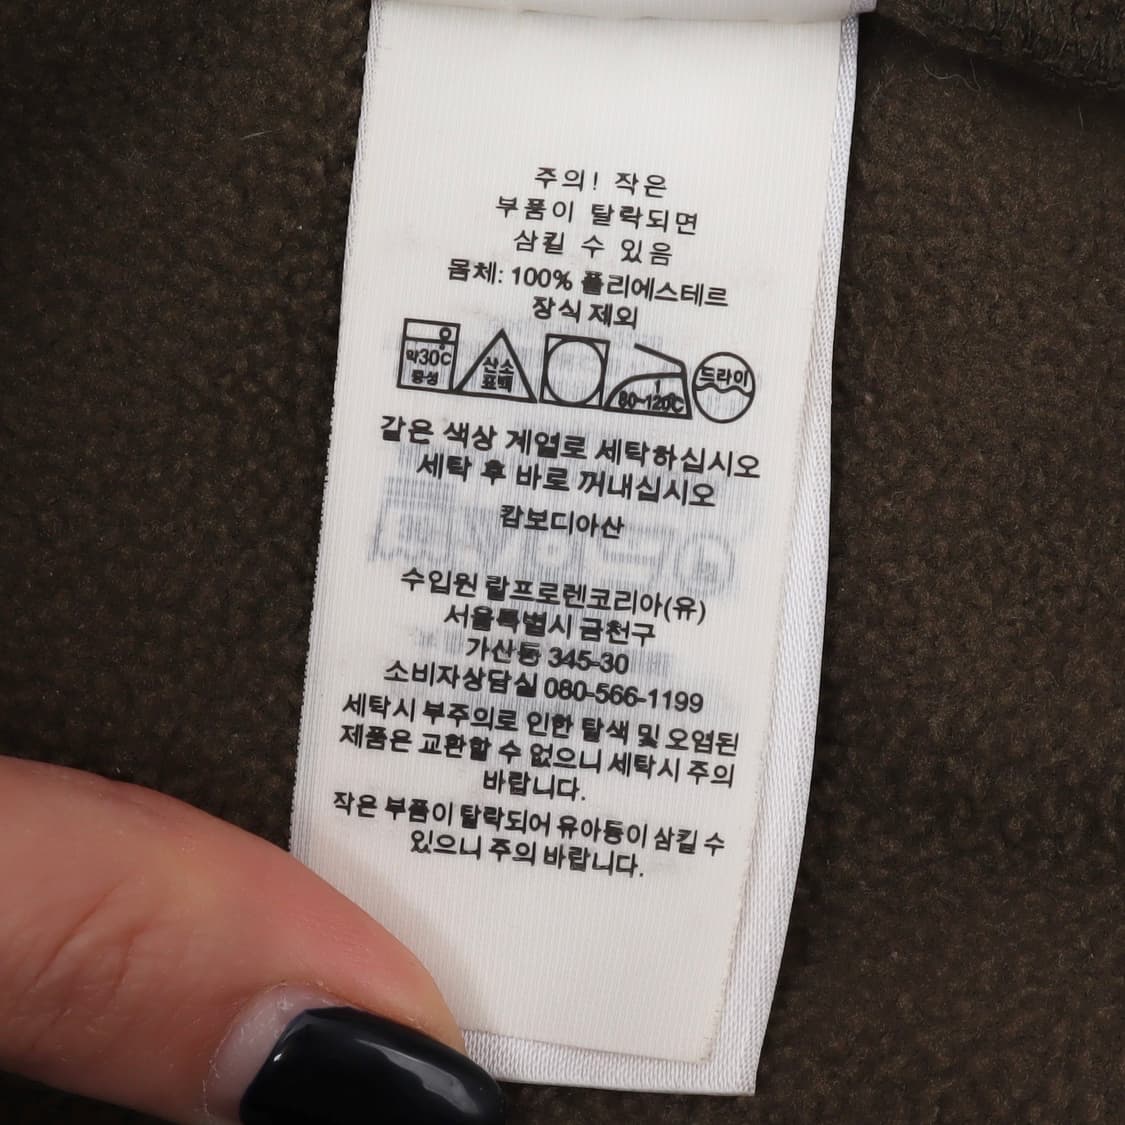 주의! 작은
부품이 탈락되면
삼킬 수 있음
몸체: 100% 폴리에스테르
장식 제외
약30℃
중성
산소
표백
1
80~120℃
드라이
같은 색상 계열로 세탁하십시오
세탁 후 바로 꺼내십시오
캄보디아산
수입원 랄프로렌코리아(유)
서울특별시 금천구
가산동 345-30
소비자상담실 080-566-1199
세탁시 부주의로 인한 탈색 및 오염된
제품은 교환할 수 없으니 세탁시 주의
바랍니다.
작은 부품이 탈락되어 유아등이 삼킬 수
있으니 주의 바랍니다.